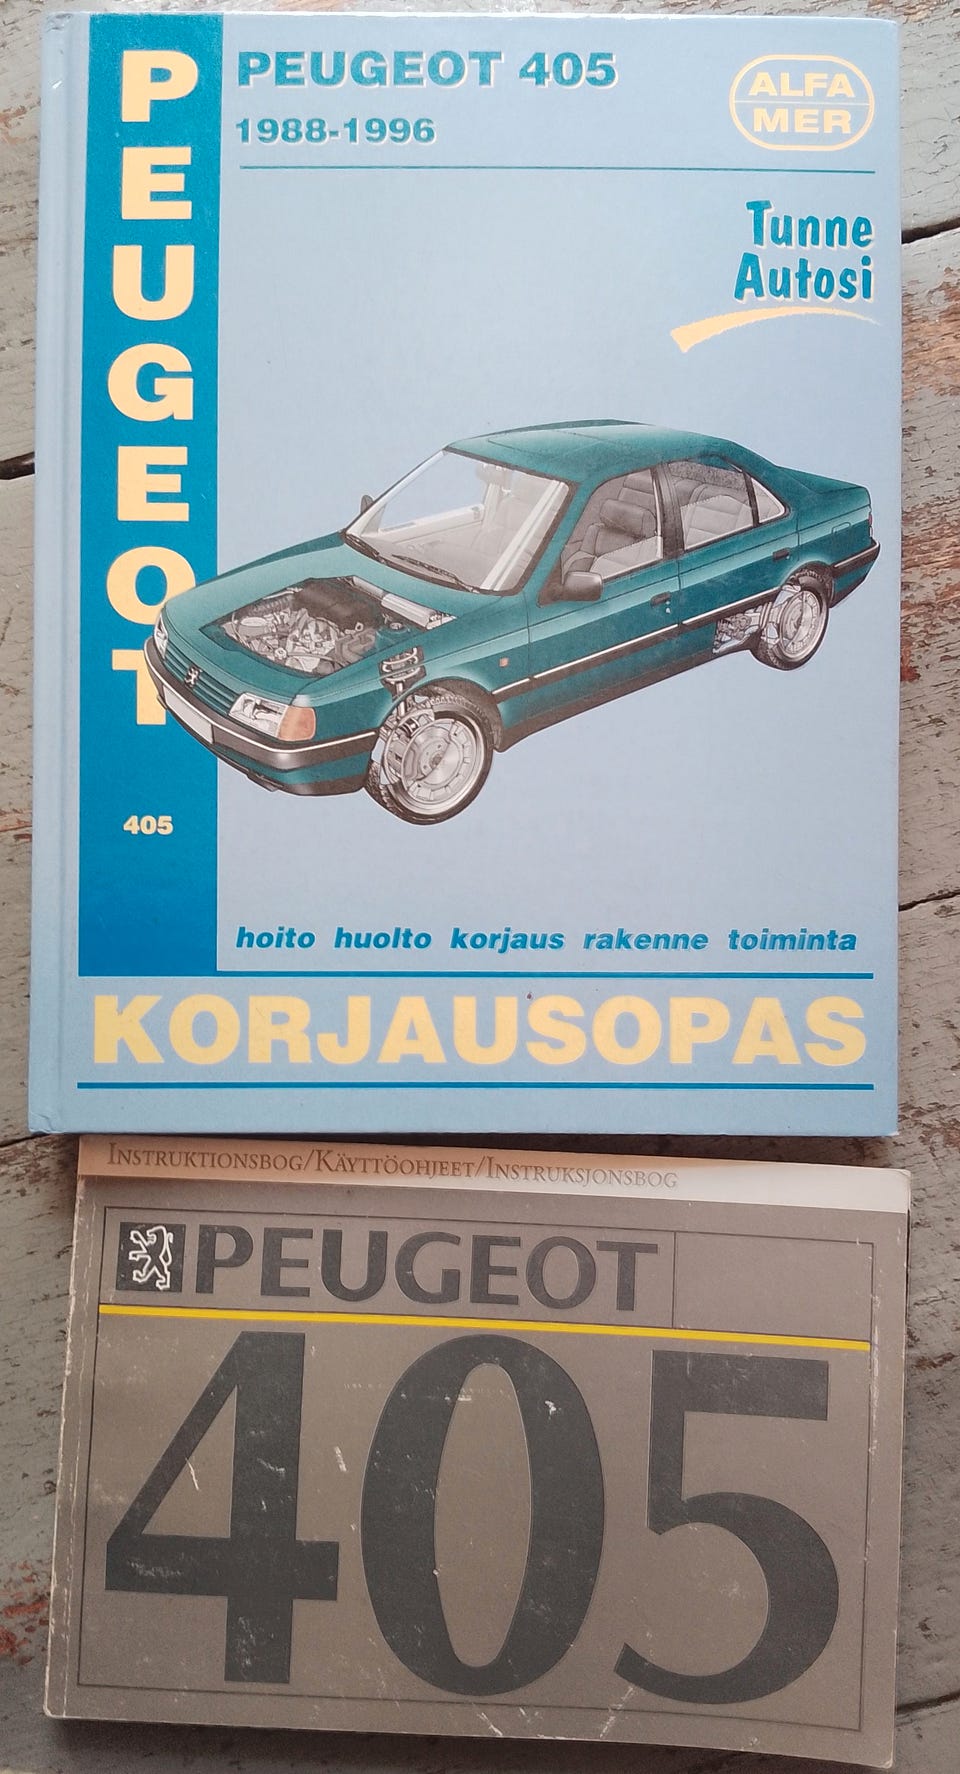 PEUGEOT
PEUGEOT 405
1988-1996
ALFA
MER
Tunne
Autosi
405
hoito huolto korjaus rakenne toiminta
KORJAUSOPAS
INSTRUKTIONSBOG/KÄYTTÖOHJEET/INSTRUKSJONSBOG
PEUGEOT
405